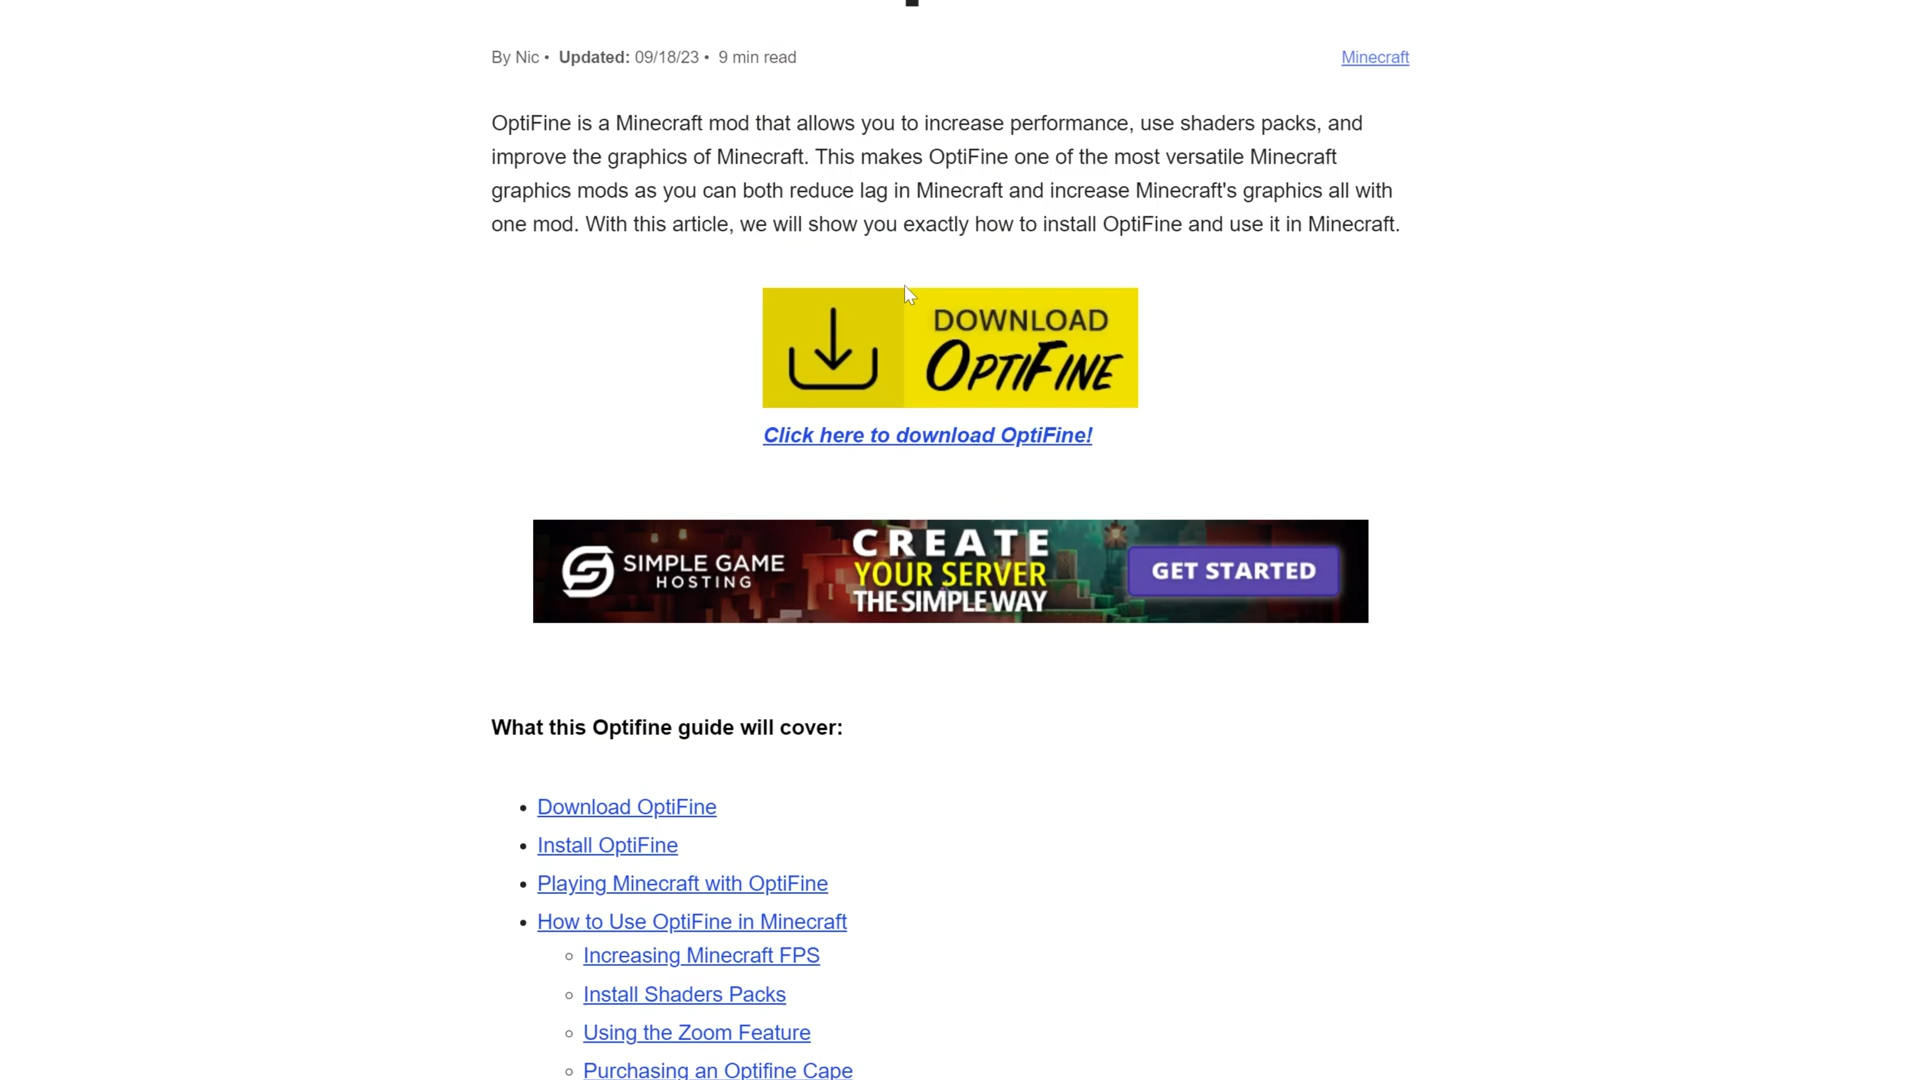 By Nic • Updated: 09/18/23 • 9 min read
Minecraft
OptiFine is a Minecraft mod that allows you to increase performance, use shaders packs, and
improve the graphics of Minecraft. This makes OptiFine one of the most versatile Minecraft
graphics mods as you can both reduce lag in Minecraft and increase Minecraft's graphics all with
one mod. With this article, we will show you exactly how to install OptiFine and use it in Minecraft.
DOWNLOAD
OPTIFINE
Click here to download OptiFine!
SIMPLE GAME
HOSTING
CREATE
YOUR SERVER
THE SIMPLE WAY
GET STARTED
What this Optifine guide will cover:
• Download OptiFine
• Install OptiFine
• Playing Minecraft with OptiFine
• How to Use OptiFine in Minecraft
◦ Increasing Minecraft FPS
◦ Install Shaders Packs
◦ Using the Zoom Feature
◦ Purchasing an Optifine Cape